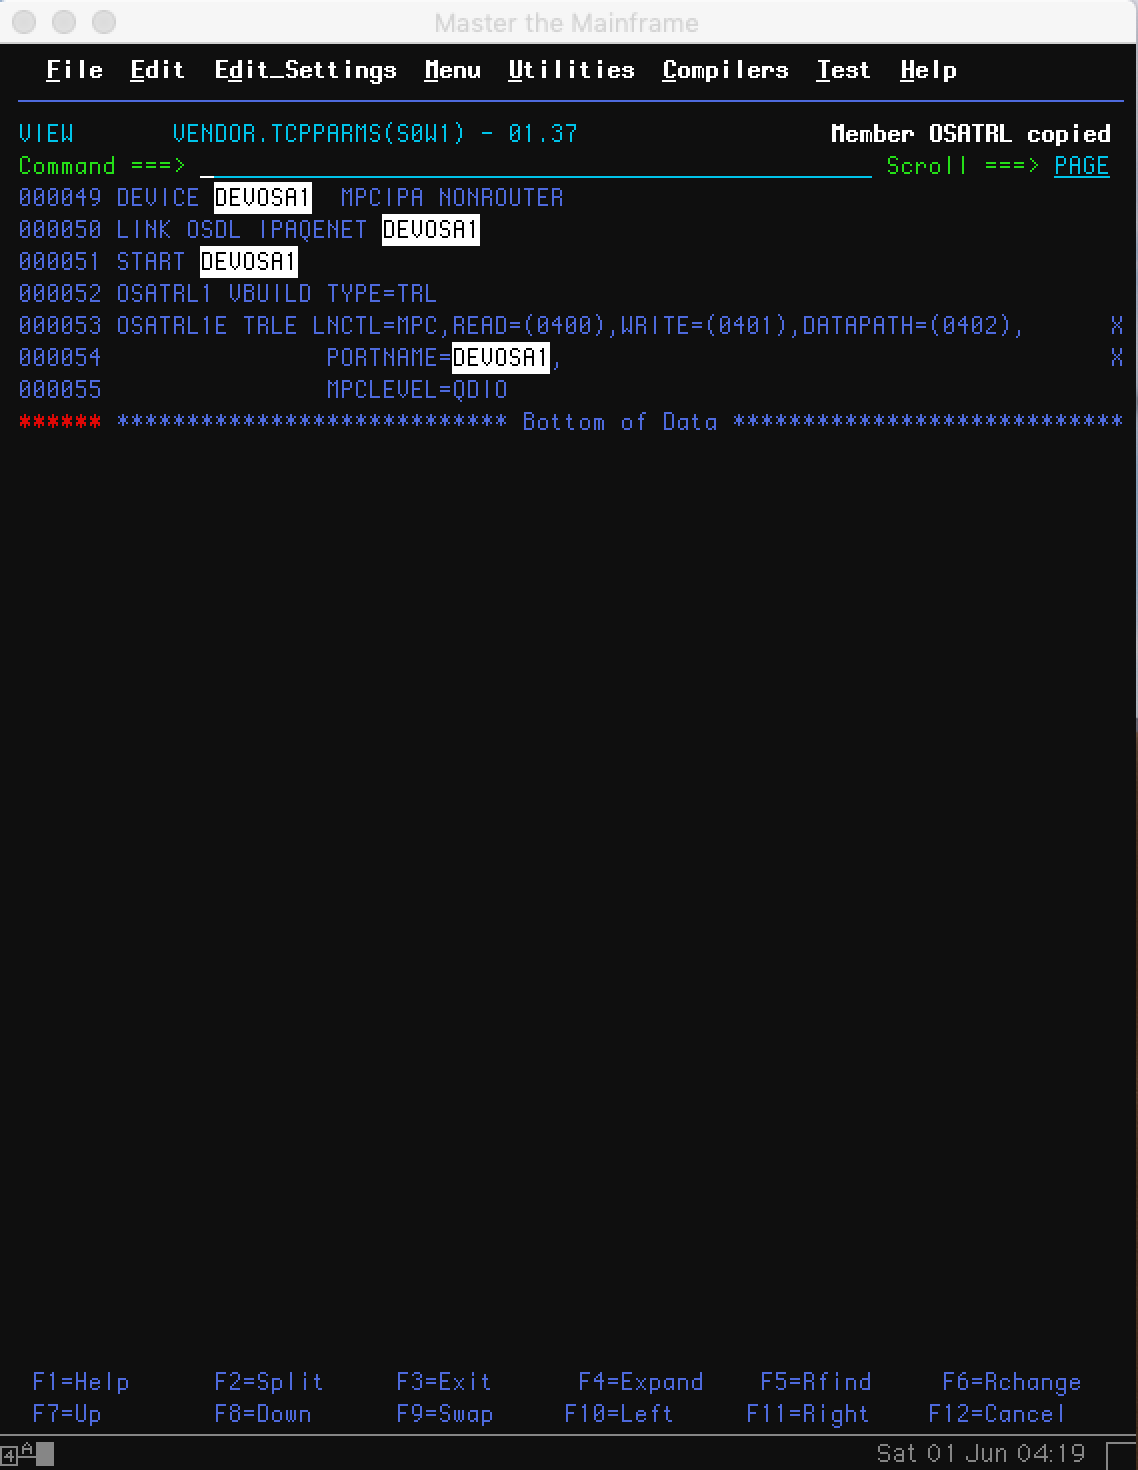 Master the Mainframe
File Edit Edit_Settings Menu Utilities Compilers Test Help
VIEW VENDOR.TCPPARMS(S0W1) - 01.37 Member OSATRL copied
Command ===> Scroll ===> PAGE
000049 DEVICE DEVOSA1 MPCIPA NONROUTER
000050 LINK OSDL IPAQENET DEVOSA1
000051 START DEVOSA1
000052 OSATRL1 VBUILD TYPE=TRL
000053 OSATRL1E TRLE LNCTL=MPC,READ=(0400),WRITE=(0401),DATAPATH=(0402), X
000054 PORTNAME=DEVOSA1, X
000055 MPCLEVEL=QDIO
****** **************************** Bottom of Data ****************************
F1=Help F2=Split F3=Exit F4=Expand F5=Rfind F6=Rchange
F7=Up F8=Down F9=Swap F10=Left F11=Right F12=Cancel
4 A Sat 01 Jun 04:19